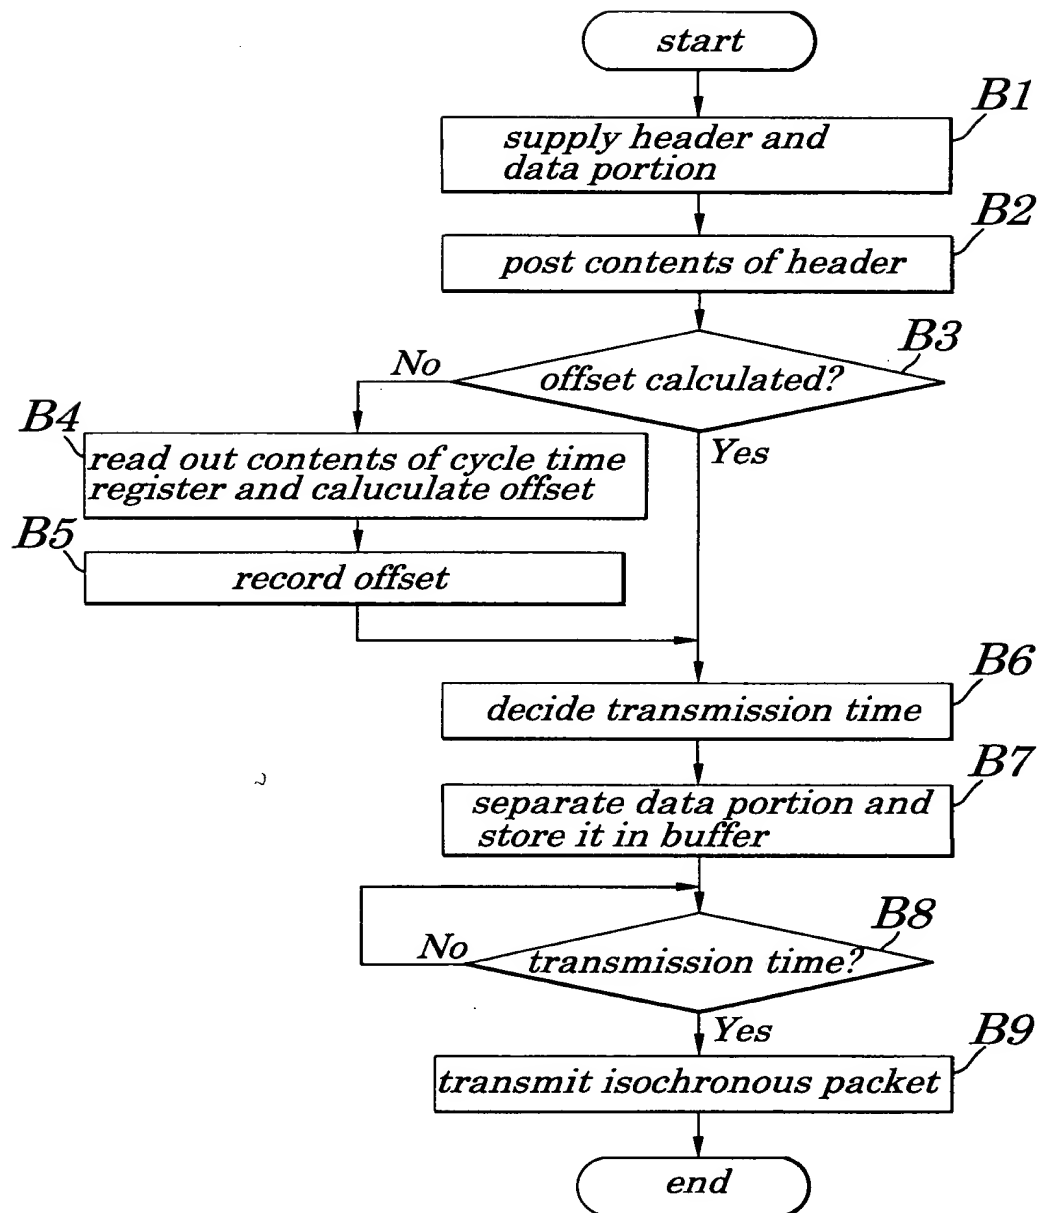 start
B1
supply header and
data portion
B2
post contents of header
B3
No
offset calculated?
Yes
B4
read out contents of cycle time
register and caluculate offset
B5
record offset
B6
decide transmission time
B7
separate data portion and
store it in buffer
B8
No
transmission time?
Yes
B9
transmit isochronous packet
end